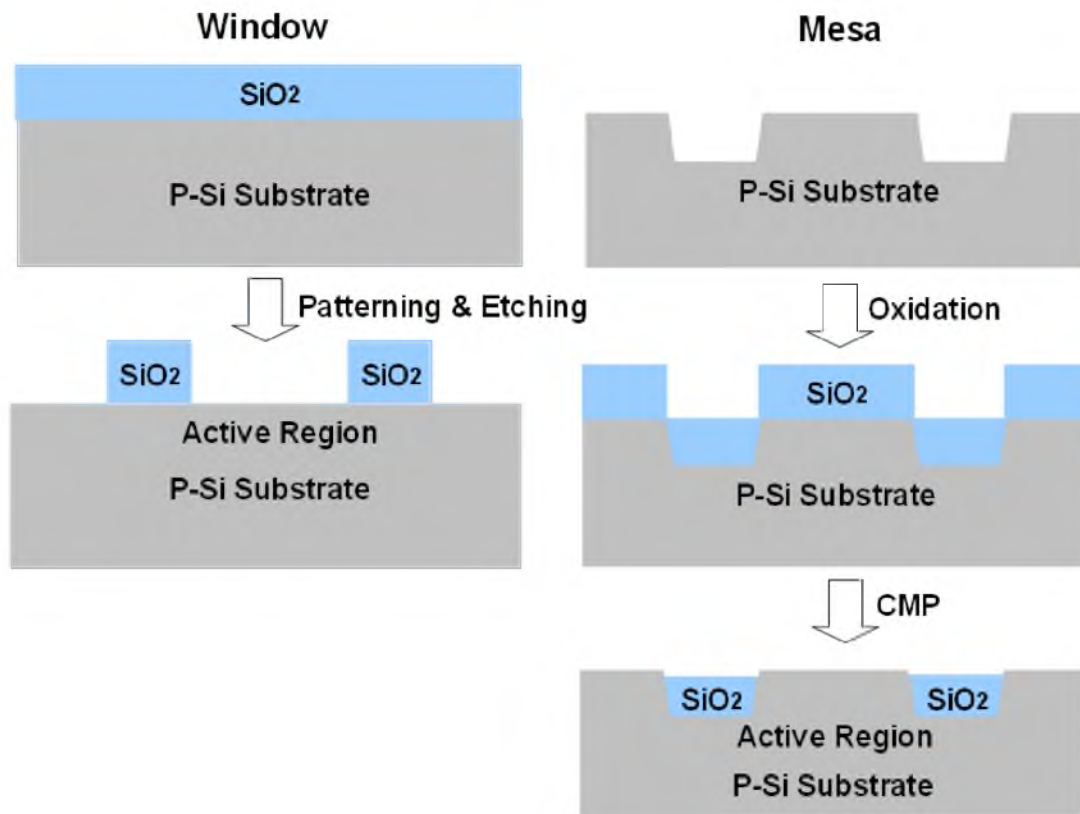 Window
SiO2
P-Si Substrate
Patterning & Etching
SiO2
SiO2
Active Region
P-Si Substrate
Mesa
P-Si Substrate
Oxidation
SiO2
P-Si Substrate
CMP
SiO2
SiO2
Active Region
P-Si Substrate